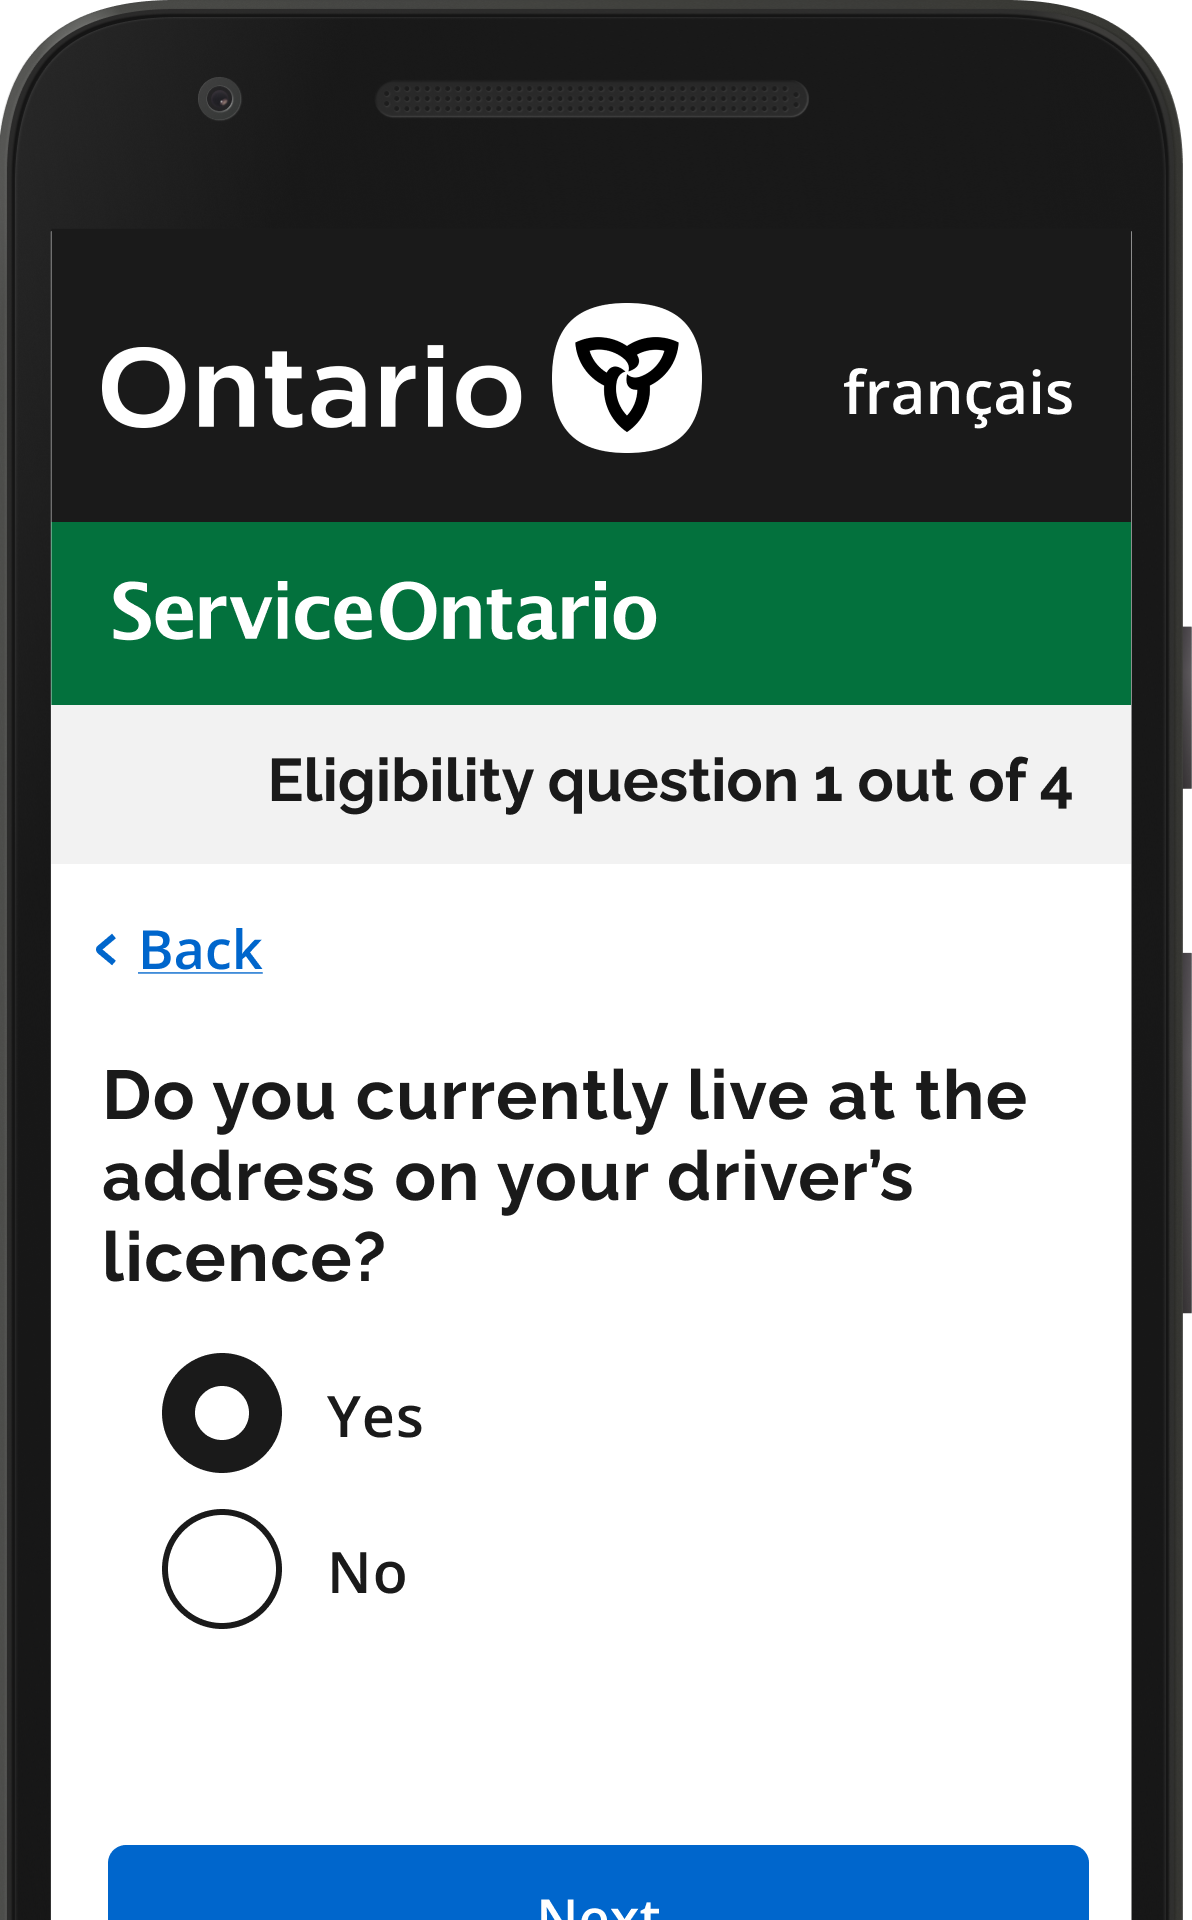 Ontario
français
ServiceOntario
Eligibility question 1 out of 4
< Back
Do you currently live at the
address on your driver’s
licence?
Yes
No
Next